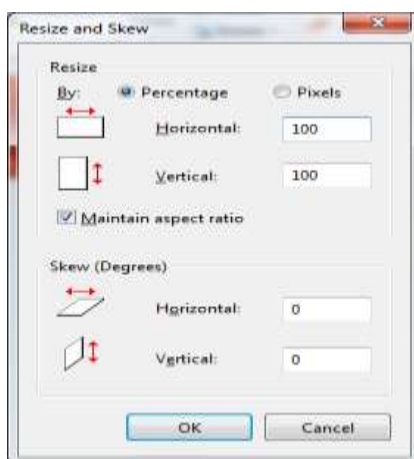 Resize and Skew
Resize
By: Percentage Pixels
Horizontal: 100
Vertical: 100
Maintain aspect ratio
Skew (Degrees)
Horizontal: 0
Vertical: 0
OK Cancel